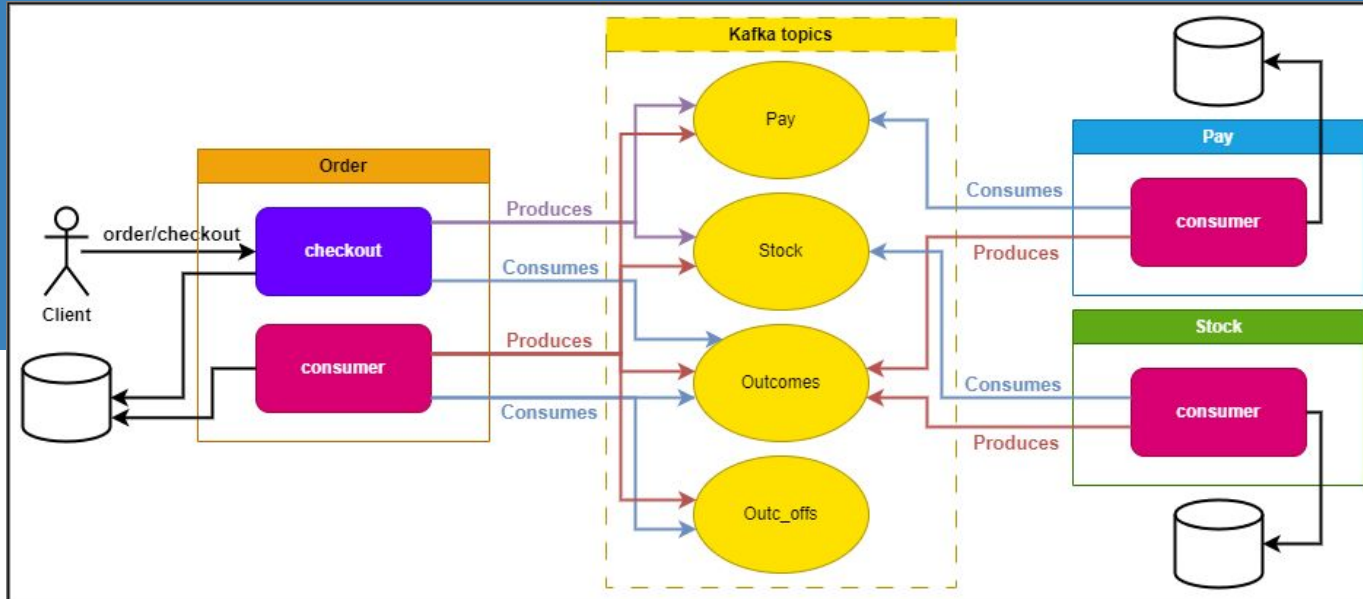 Kafka topics
Pay
Pay
Order
Consumes
Produces
consumer
order/checkout
checkout
Stock
Produces
Consumes
Client
Stock
Produces
consumer
Outcomes
Consumes
consumer
Consumes
Produces
Outc_offs